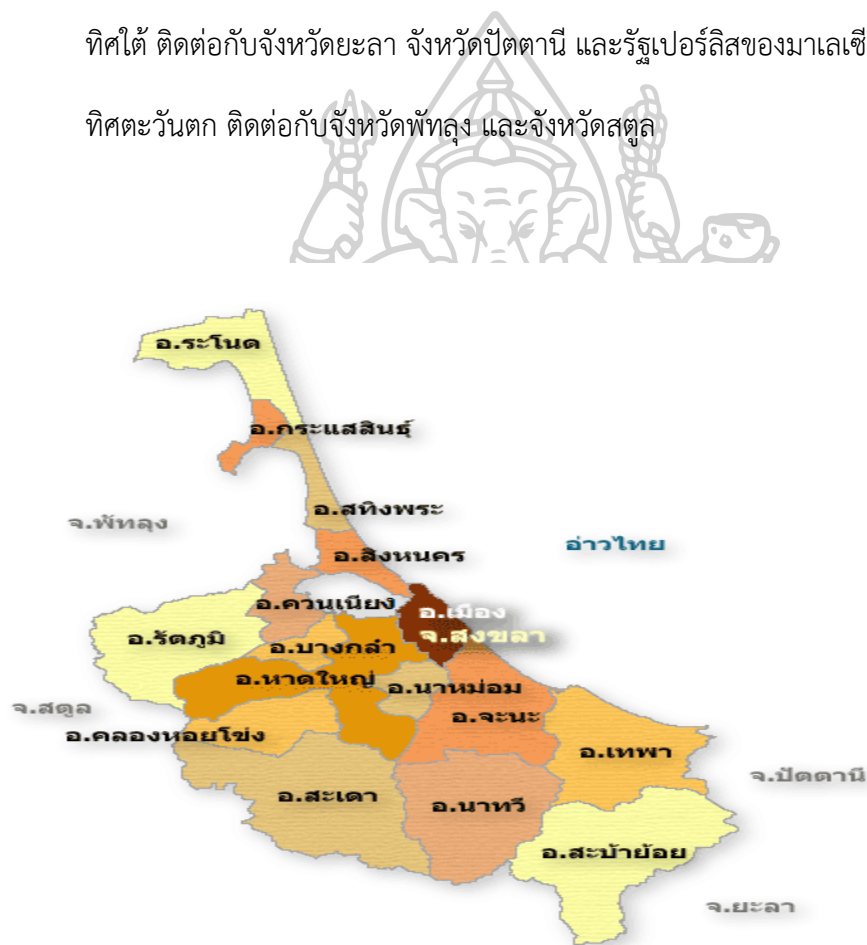 ทิศใต้ ติดต่อกับจังหวัดยะลา จังหวัดปัตตานี และรัฐเปอร์ลิสของมาเลเซี
ทิศตะวันตก ติดต่อกับจังหวัดพัทลุง และจังหวัดสตูล
อ.ระโนด
อ.กระแสสินธุ์
อ.สทิงพระ
จ.พัทลุง
อ่าวไทย
อ.สิงหนคร
อ.ควนเนียง
อ.เมือง
จ.สงขลา
อ.รัตภูมิ
อ.บางกล่ำ
อ.หาดใหญ่
อ.นาหม่อม
จ.สตูล
อ.จะนะ
อ.คลองหอยโข่ง
อ.เทพา
จ.ปัตตานี
อ.สะเดา
อ.นาทวี
อ.สะบ้าย้อย
จ.ยะลา